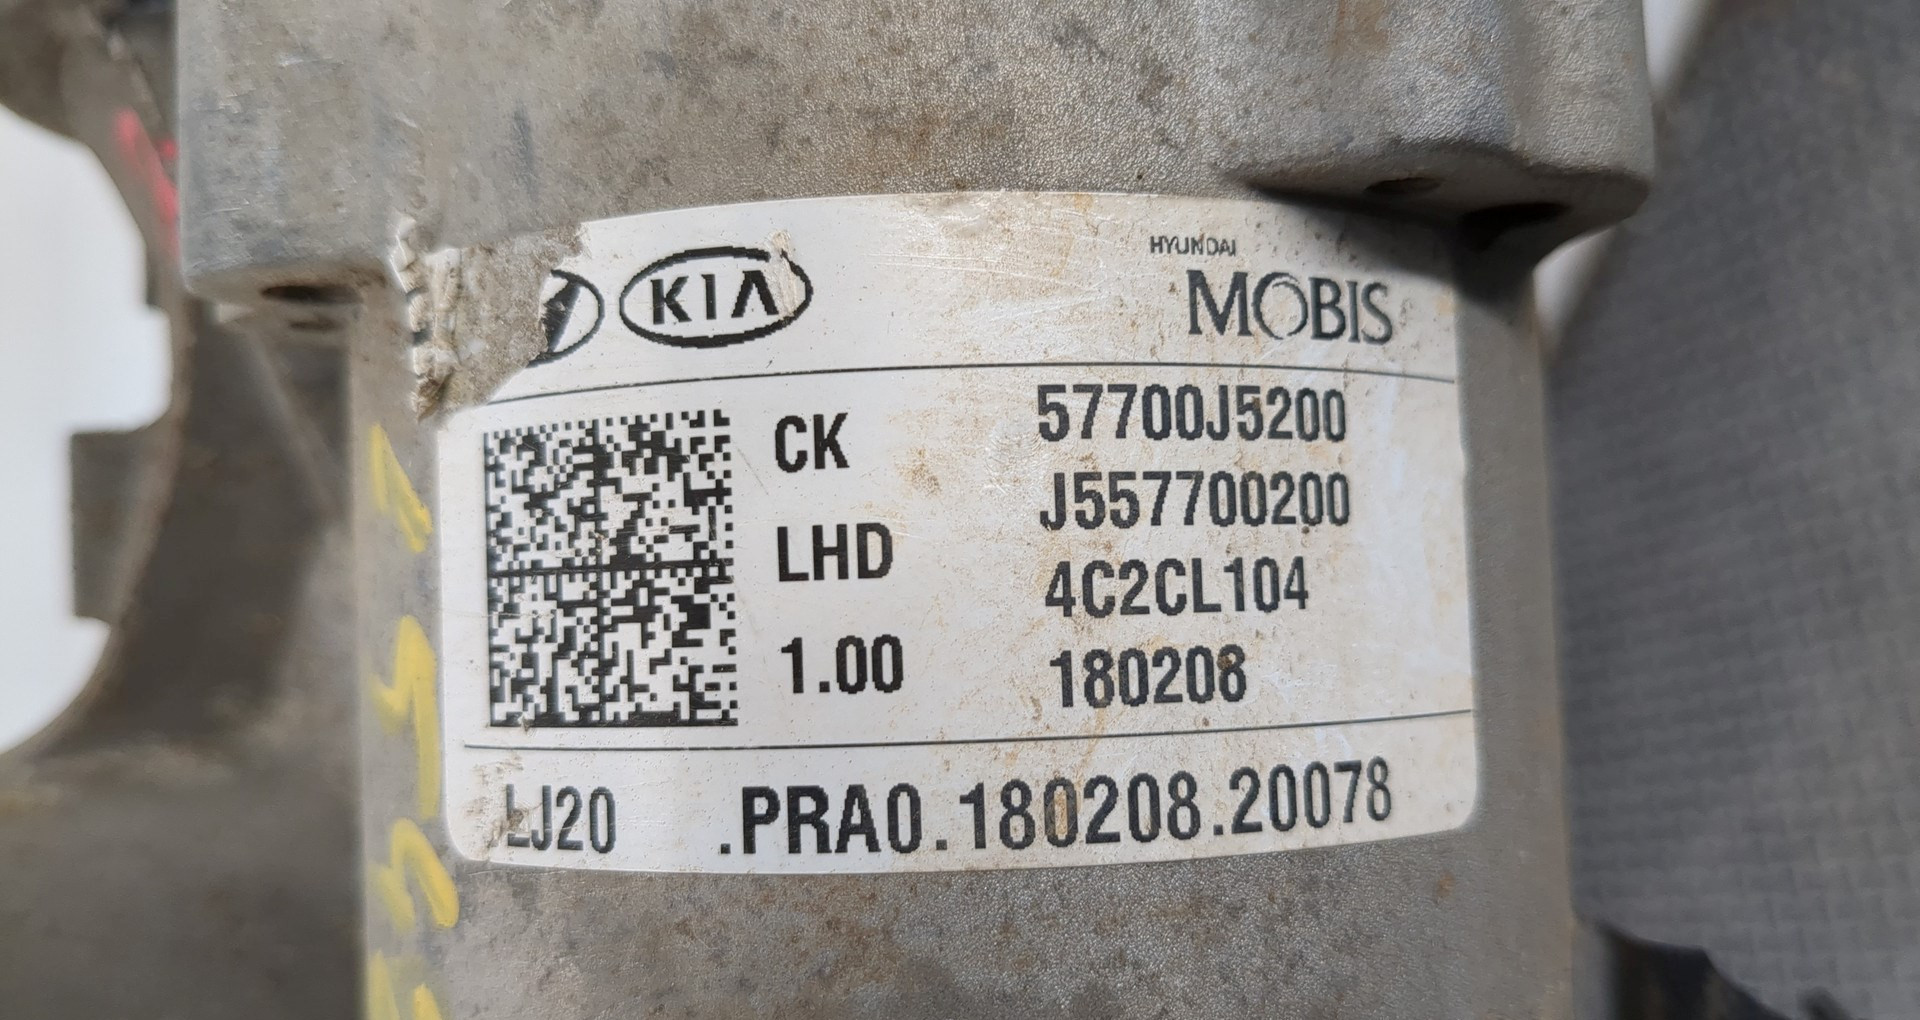 KIA
HYUNDAI
MOBIS
CK 57700J5200
J557700200
LHD 4C2CL104
1.00 180208
LJ20 .PRA0.180208.20078